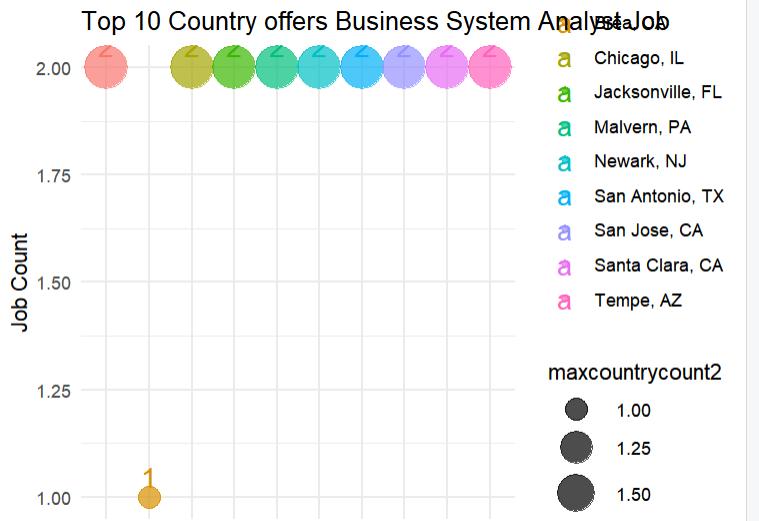 Top 10 Country offers Business System Analyst Job
Brea, CA
2.00
2 2 2 2 2 2 2 2 2
a Chicago, IL
a Jacksonville, FL
a Malvern, PA
a Newark, NJ
a San Antonio, TX
a San Jose, CA
a Santa Clara, CA
a Tempe, AZ
1.75
1.50
1.25
1.00
1
Job Count
maxcountrycount2
1.00
1.25
1.50